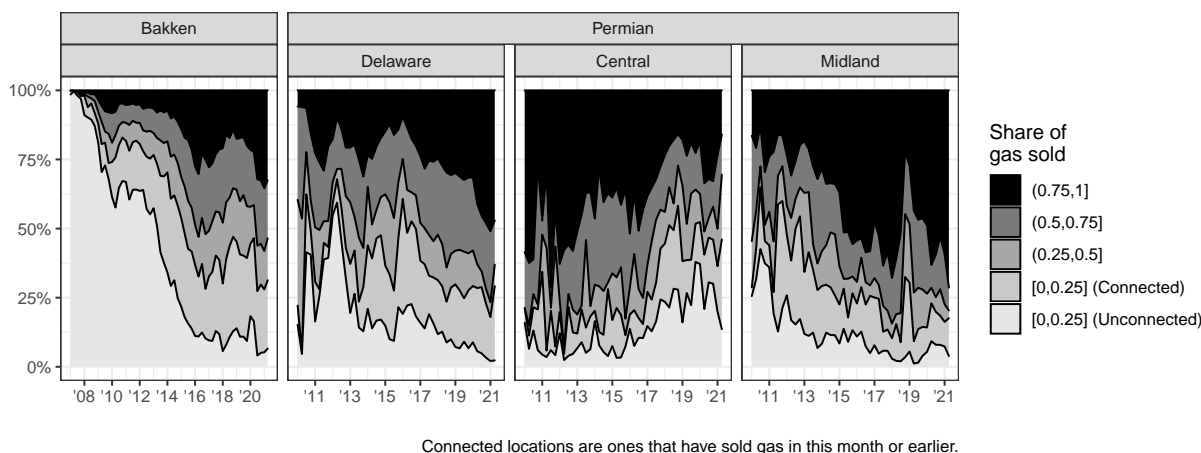 Bakken
Permian
Delaware
Central
Midland
100%
75%
50%
25%
0%
'08 '10 '12 '14 '16 '18 '20
'11 '13 '15 '17 '19 '21
'11 '13 '15 '17 '19 '21
'11 '13 '15 '17 '19 '21
Share of
gas sold
(0.75,1]
(0.5,0.75]
(0.25,0.5]
[0,0.25] (Connected)
[0,0.25] (Unconnected)
Connected locations are ones that have sold gas in this month or earlier.